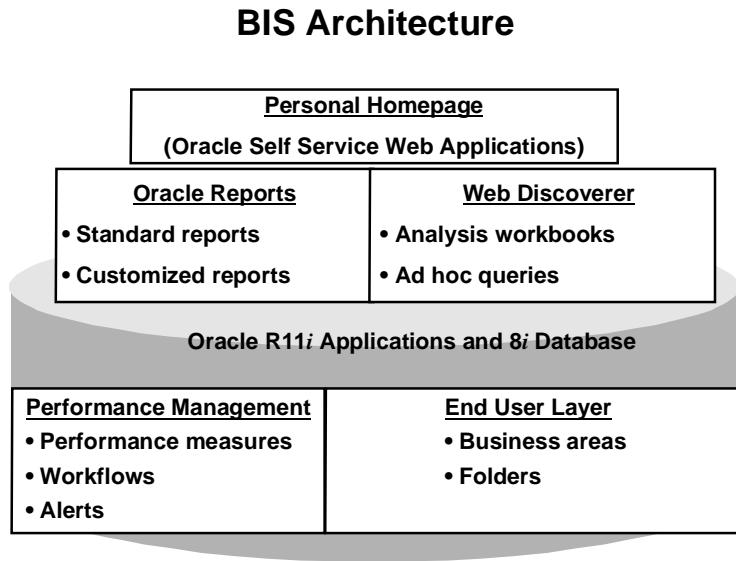 BIS Architecture
Personal Homepage
(Oracle Self Service Web Applications)
Oracle Reports
• Standard reports
• Customized reports
Web Discoverer
• Analysis workbooks
• Ad hoc queries
Oracle R11i Applications and 8i Database
Performance Management
• Performance measures
• Workflows
• Alerts
End User Layer
• Business areas
• Folders